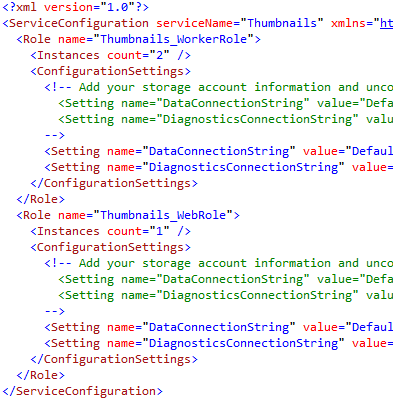 <?xml version="1.0"?>
<ServiceConfiguration serviceName="Thumbnails" xmlns="ht
<Role name="Thumbnails_WorkerRole">
<Instances count="2" />
<ConfigurationSettings>
<!-- Add your storage account information and unco
<Setting name="DataConnectionString" value="Defa
<Setting name="DiagnosticsConnectionString" valu
-->
<Setting name="DataConnectionString" value="Defaul
<Setting name="DiagnosticsConnectionString" value=
</ConfigurationSettings>
</Role>
<Role name="Thumbnails_WebRole">
<Instances count="1" />
<ConfigurationSettings>
<!-- Add your storage account information and unco
<Setting name="DataConnectionString" value="Defa
<Setting name="DiagnosticsConnectionString" valu
-->
<Setting name="DataConnectionString" value="Defaul
<Setting name="DiagnosticsConnectionString" value=
</ConfigurationSettings>
</Role>
</ServiceConfiguration>